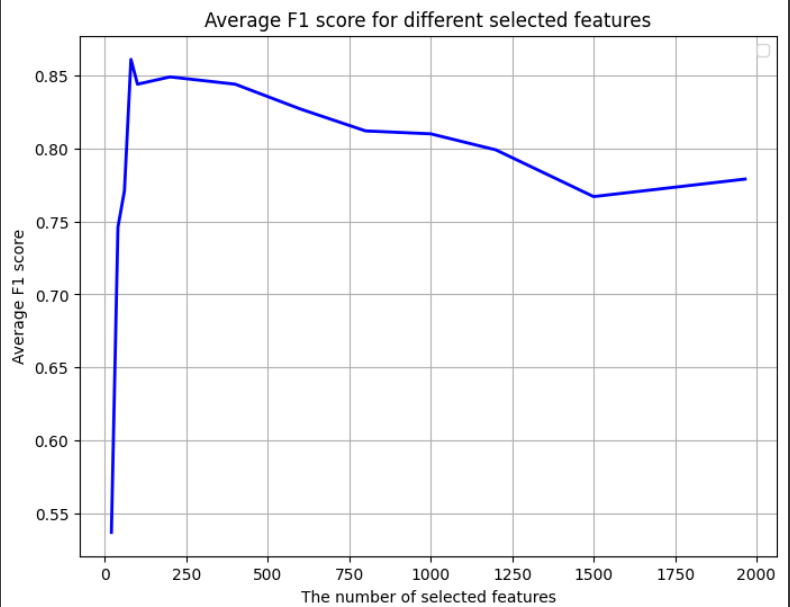 Average F1 score for different selected features
0.85
0.80
0.75
0.70
0.65
0.60
0.55
Average F1 score
0 250 500 750 1000 1250 1500 1750 2000
The number of selected features